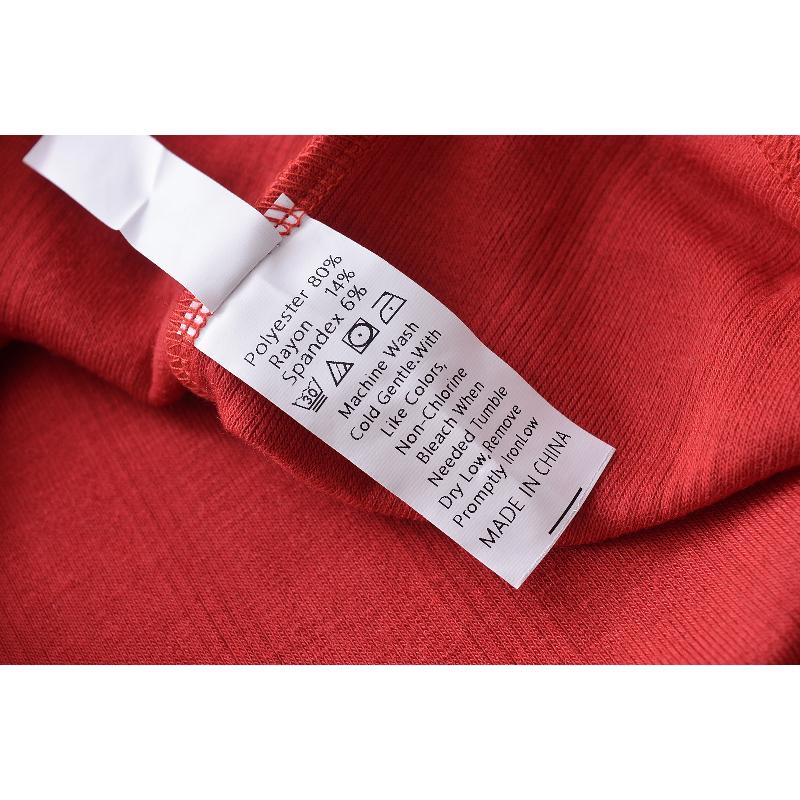 Polyester 80%
Rayon 14%
Spandex 6%
30
Machine Wash
Cold Gentle.With
Like Colors,
Non-Chlorine
Bleach When
Needed Tumble
Dry Low,Remove
Promptly IronLow
MADE IN CHINA